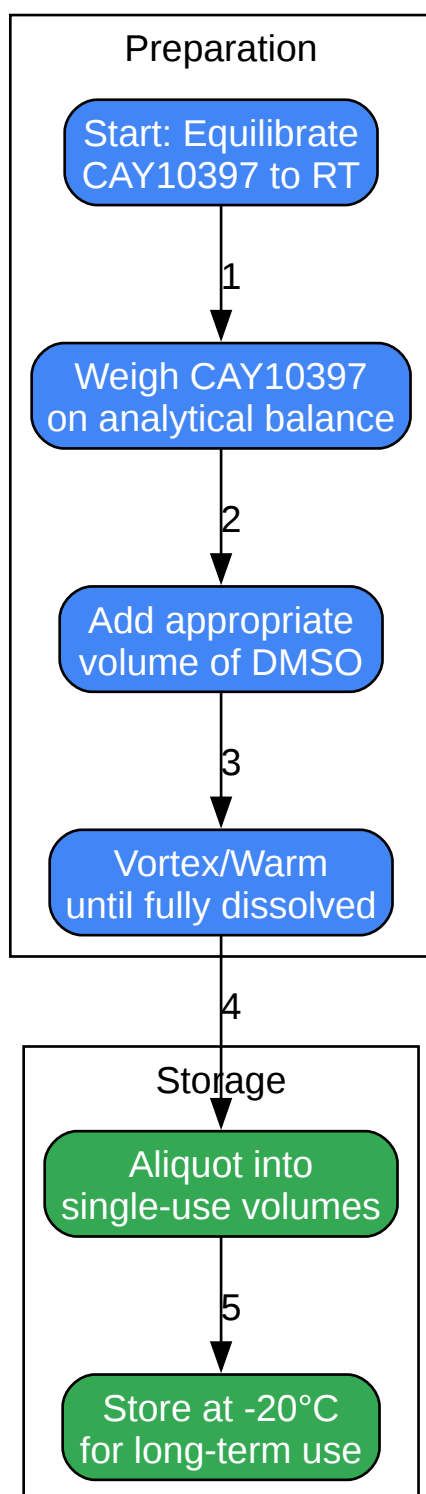 Preparation
Start: Equilibrate
CAY10397 to RT
1
Weigh CAY10397
on analytical balance
2
Add appropriate
volume of DMSO
3
Vortex/Warm
until fully dissolved
4
Storage
Aliquot into
single-use volumes
5
Store at -20°C
for long-term use